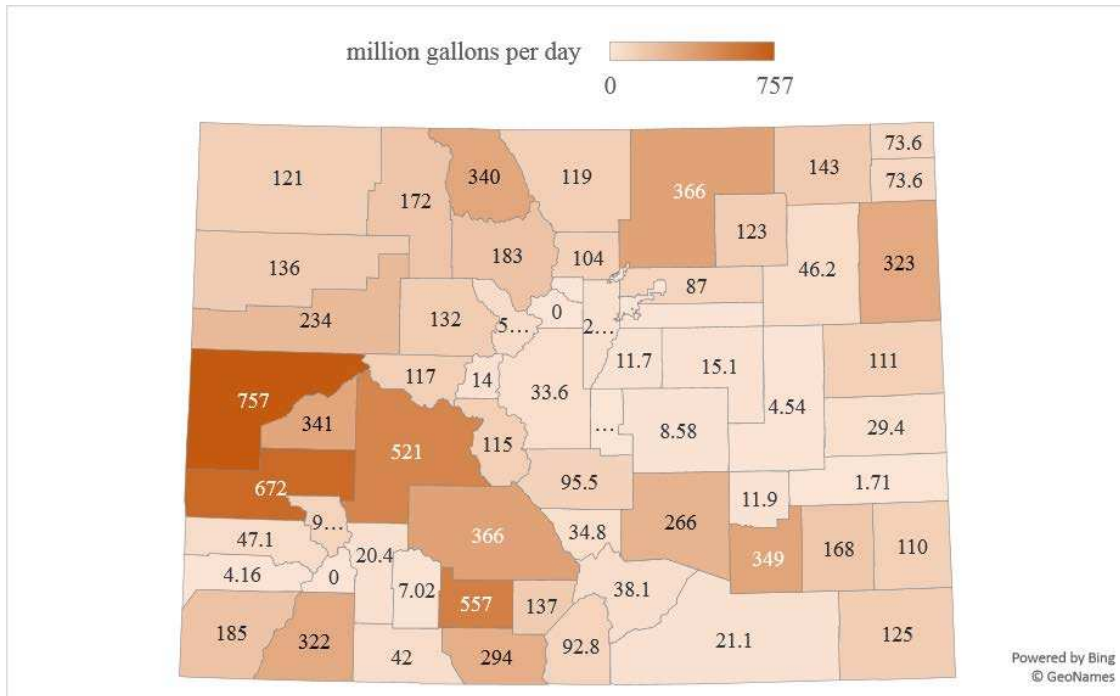 million gallons per day
0 757
73.6
121 340 119 143
366 73.6
172
123
183 104 46.2 323
136
87
0
234 132 5… 2…
11.7 15.1 111
117 14 33.6
757 4.54
341 115 … 8.58 29.4
521
672 95.5 1.71
11.9
9… 366 34.8 266
47.1 20.4 349 168 110
4.16 0 7.02 38.1
557 137
185 322 42 294 92.8 21.1 125
Powered by Bing
© GeoNames